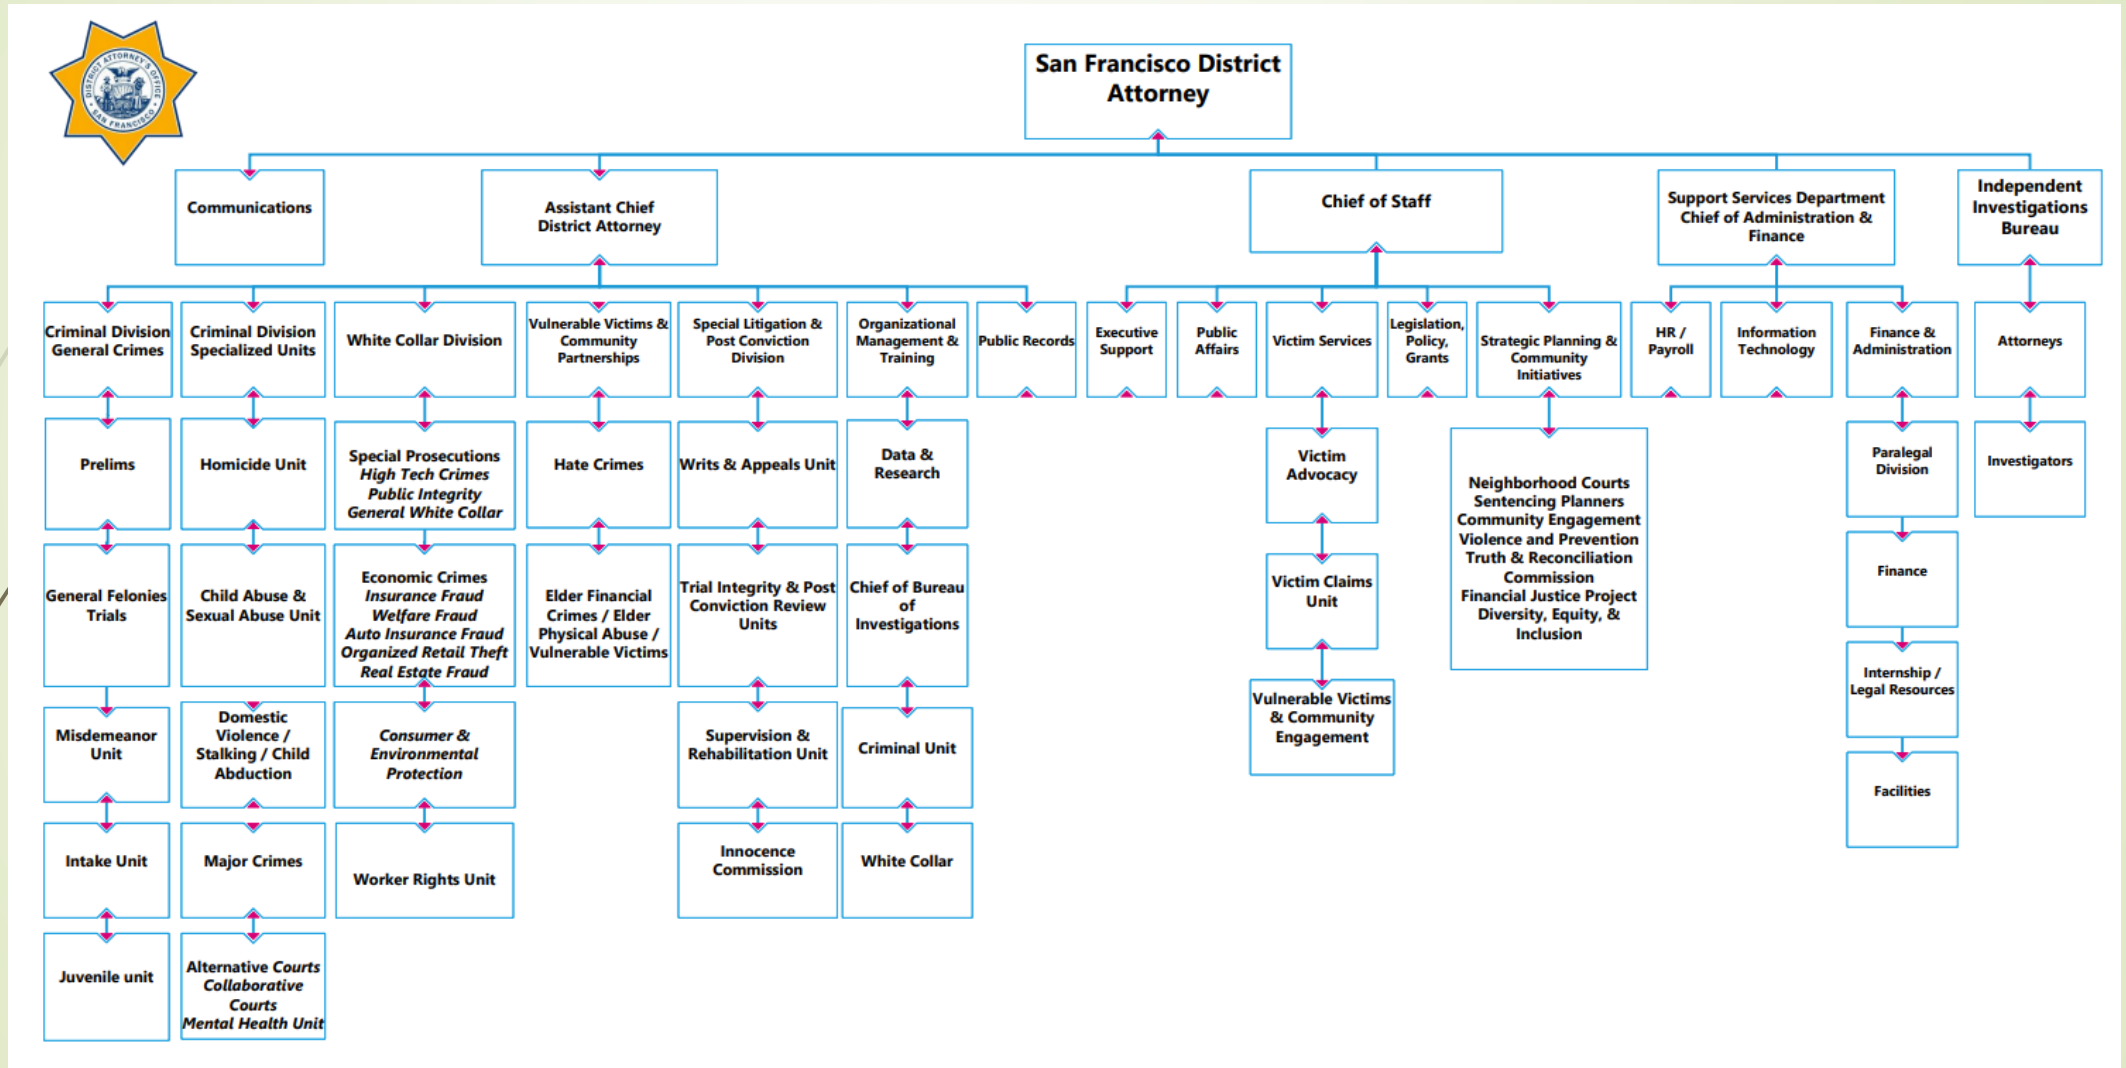 DISTRICT ATTORNEY'S OFFICE
SAN FRANCISCO
San Francisco District
Attorney
Communications
Assistant Chief
District Attorney
Chief of Staff
Support Services Department
Chief of Administration &
Finance
Independent
Investigations
Bureau
Criminal Division
General Crimes
Criminal Division
Specialized Units
White Collar Division
Vulnerable Victims &
Community
Partnerships
Special Litigation &
Post Conviction
Division
Organizational
Management &
Training
Public Records
Executive
Support
Public
Affairs
Victim Services
Legislation,
Policy,
Grants
Strategic Planning &
Community
Initiatives
HR /
Payroll
Information
Technology
Finance &
Administration
Attorneys
Prelims
Homicide Unit
Special Prosecutions
High Tech Crimes
Public Integrity
General White Collar
Hate Crimes
Writs & Appeals Unit
Data &
Research
Victim
Advocacy
Neighborhood Courts
Sentencing Planners
Community Engagement
Violence and Prevention
Truth & Reconciliation
Commission
Financial Justice Project
Diversity, Equity, &
Inclusion
Paralegal
Division
Investigators
General Felonies
Trials
Child Abuse &
Sexual Abuse Unit
Economic Crimes
Insurance Fraud
Welfare Fraud
Auto Insurance Fraud
Organized Retail Theft
Real Estate Fraud
Elder Financial
Crimes / Elder
Physical Abuse /
Vulnerable Victims
Trial Integrity & Post
Conviction Review
Units
Chief of Bureau
of
Investigations
Victim Claims
Unit
Finance
Misdemeanor
Unit
Domestic
Violence /
Stalking / Child
Abduction
Consumer &
Environmental
Protection
Supervision &
Rehabilitation Unit
Criminal Unit
Vulnerable Victims
& Community
Engagement
Internship /
Legal Resources
Intake Unit
Major Crimes
Worker Rights Unit
Innocence
Commission
White Collar
Facilities
Juvenile unit
Alternative Courts
Collaborative
Courts
Mental Health Unit